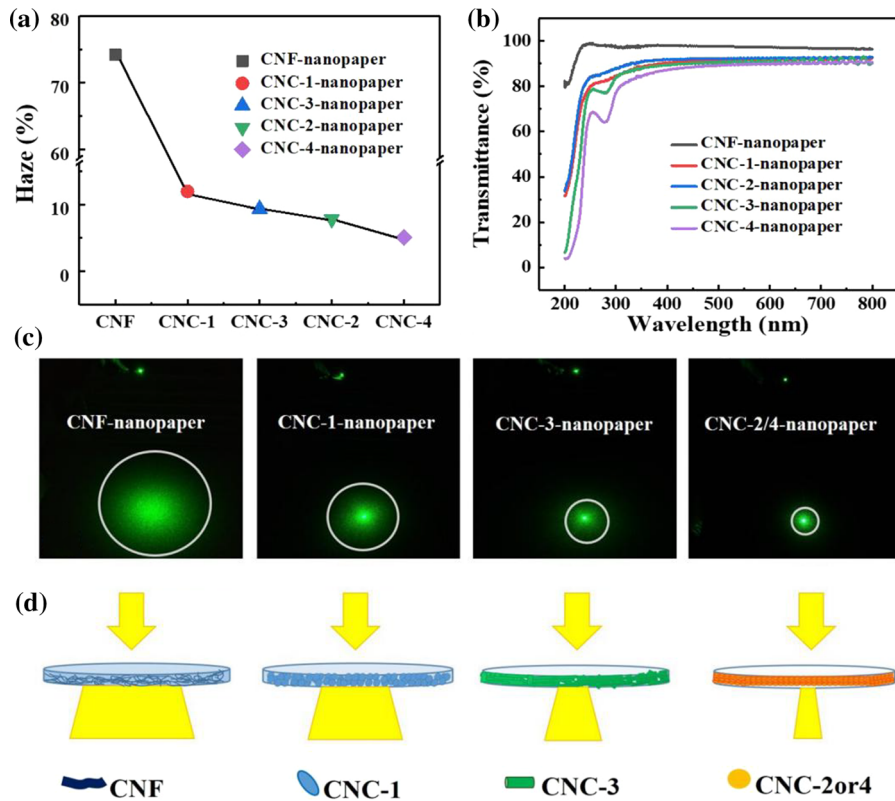 (a)
Haze (%)
80
75
60
10
0
CNF-nanopaper
CNC-1-nanopaper
CNC-3-nanopaper
CNC-2-nanopaper
CNC-4-nanopaper
CNF CNC-1 CNC-3 CNC-2 CNC-4
(b)
Transmittance (%)
100
80
60
40
20
0
CNF-nanopaper
CNC-1-nanopaper
CNC-2-nanopaper
CNC-3-nanopaper
CNC-4-nanopaper
200 300 400 500 600 700 800
Wavelength (nm)
(c)
CNF-nanopaper
CNC-1-nanopaper
CNC-3-nanopaper
CNC-2/4-nanopaper
(d)
CNF
CNC-1
CNC-3
CNC-2or4